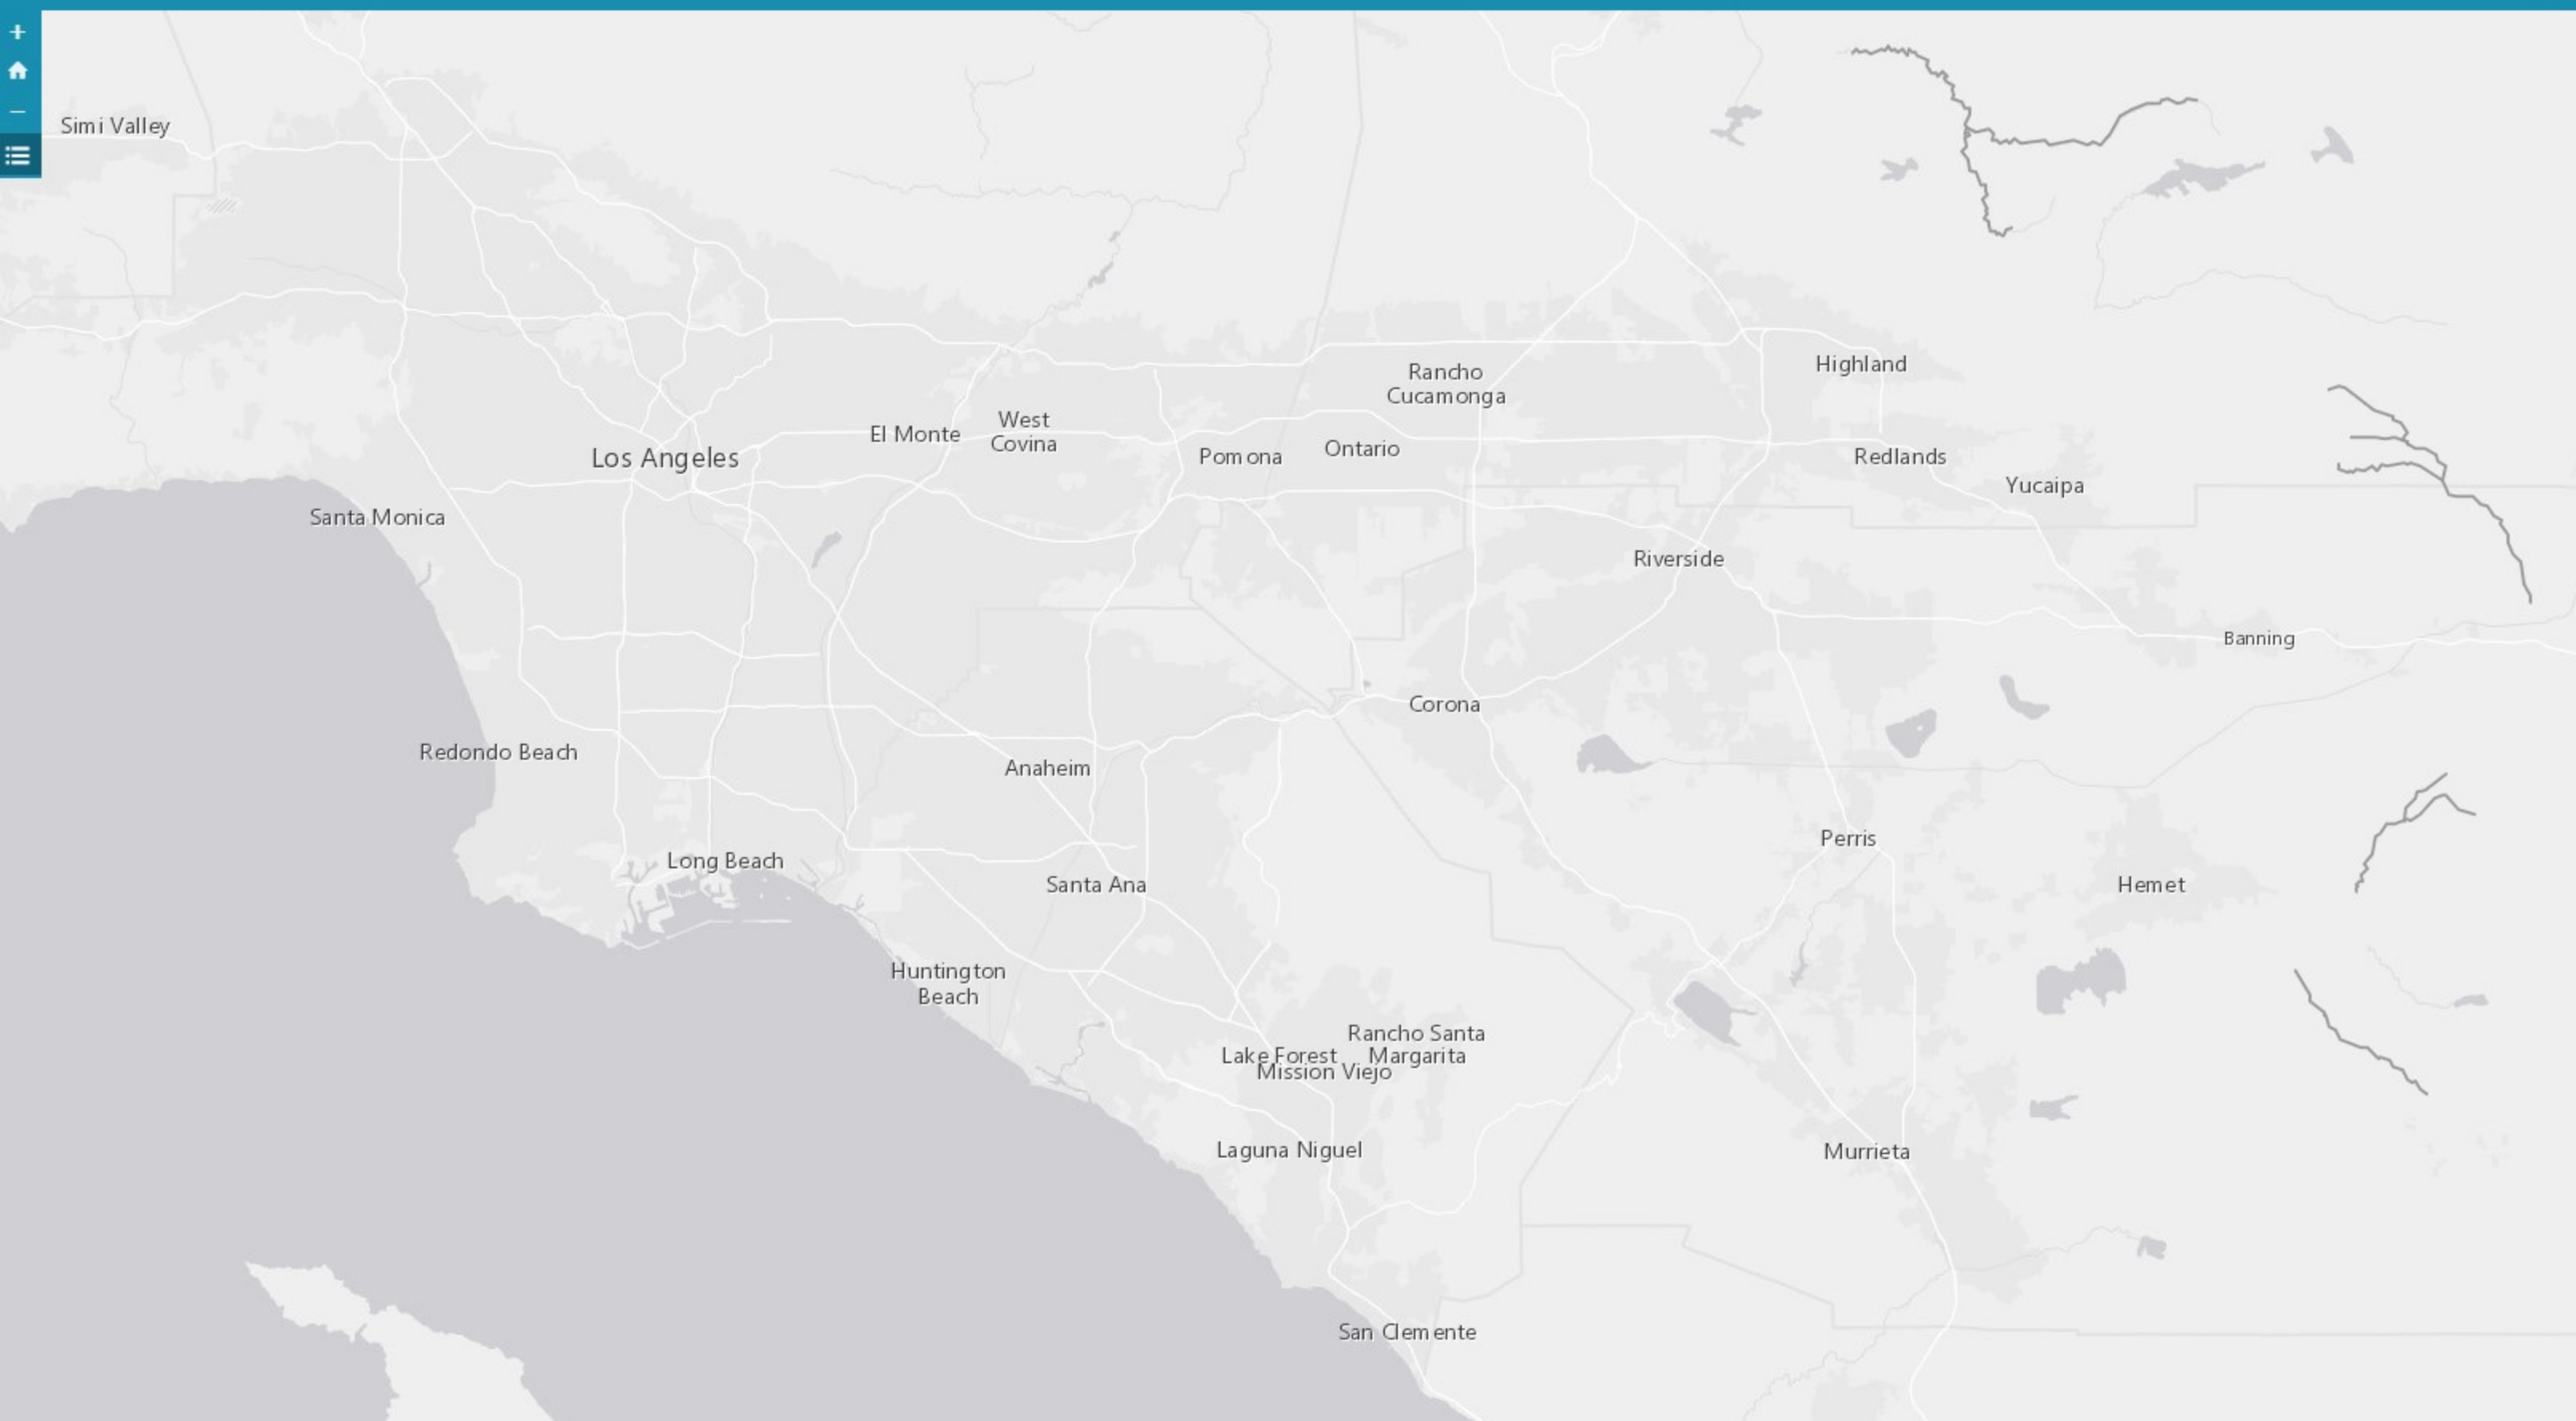 Simi Valley
Highland
Rancho
Cucamonga
West
Covina
El Monte
Los Angeles
Pomona
Ontario
Redlands
Yucaipa
Santa Monica
Riverside
Banning
Corona
Redondo Beach
Anaheim
Perris
Long Beach
Santa Ana
Hemet
Huntington
Beach
Rancho Santa
Margarita
Lake Forest
Mission Viejo
Laguna Niguel
Murrieta
San Clemente